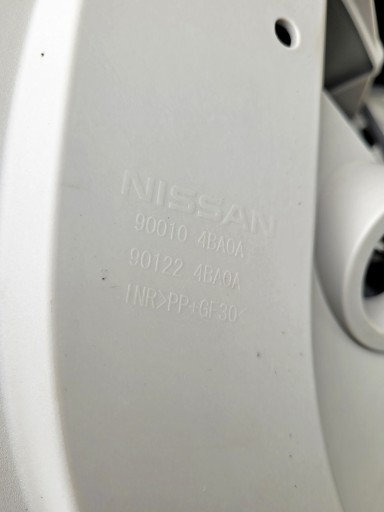 NISSAN
90010 4BA0A
90122 4BA0A
INR>PP+GF30<